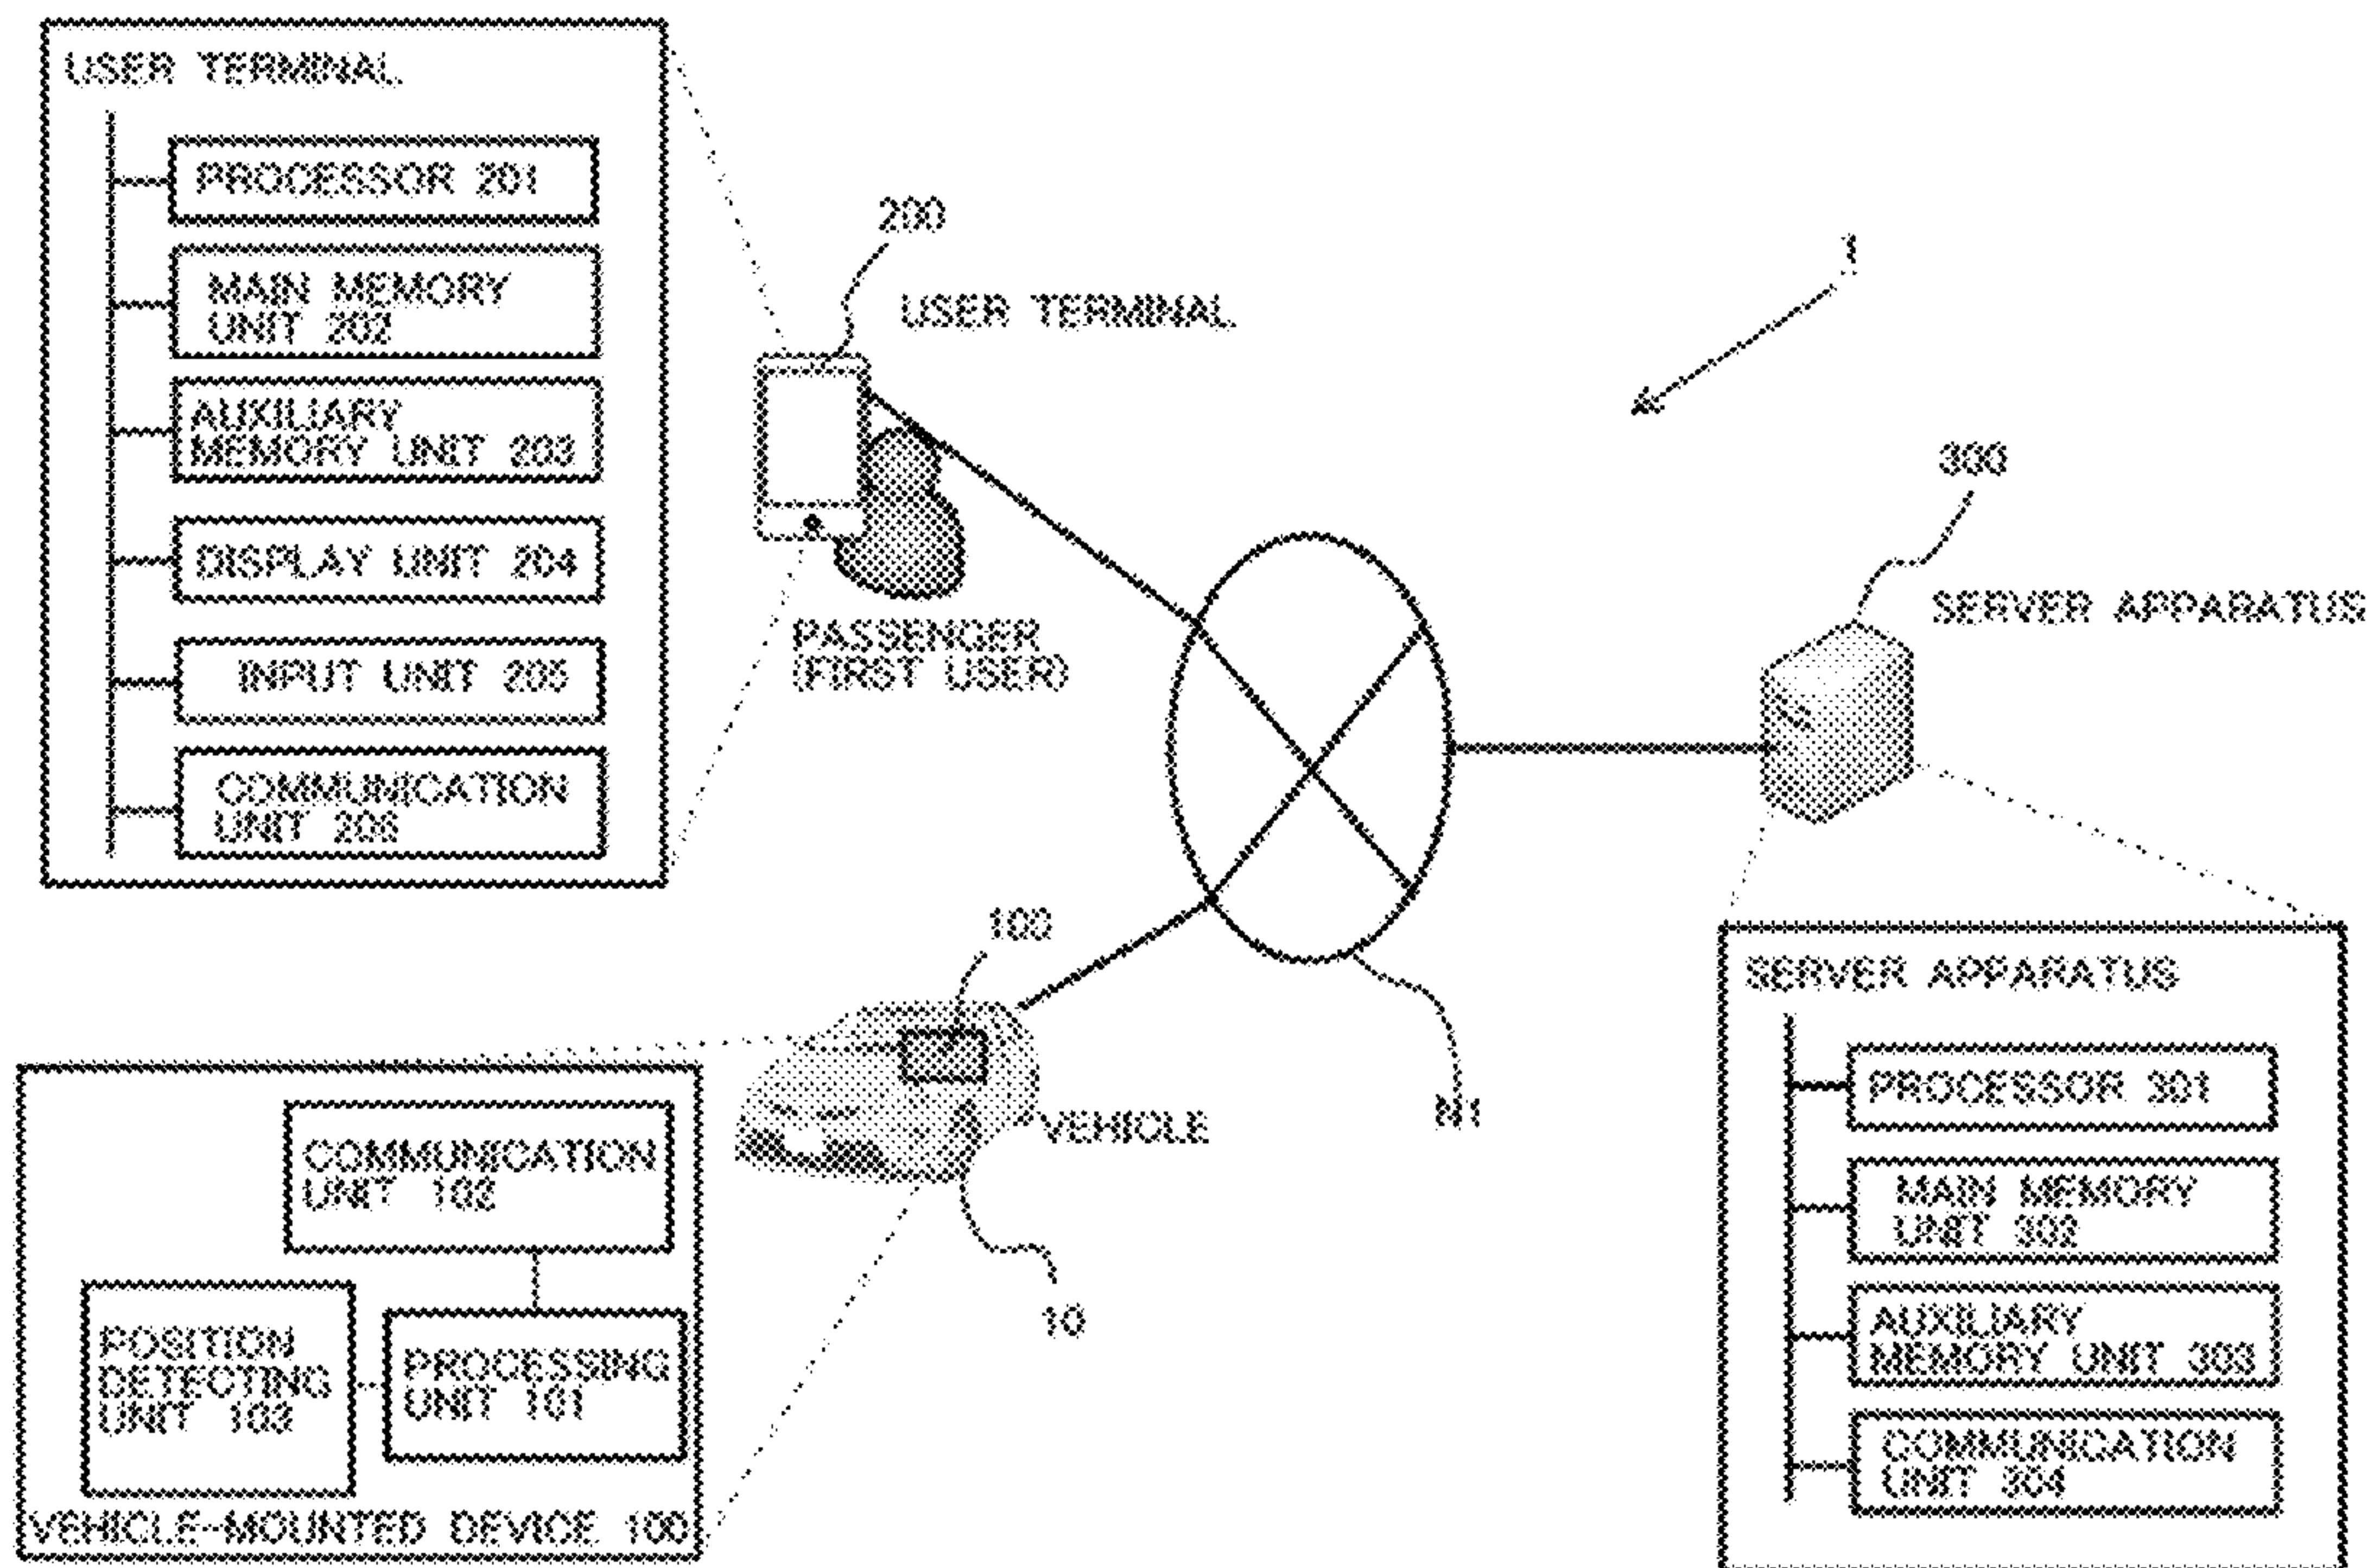 USER TERMINAL
PROCESSOR 201
MAIN MEMORY
UNIT 202
AUXILIARY
MEMORY UNIT 203
DISPLAY UNIT 204
INPUT UNIT 205
COMMUNICATION
UNIT 206
200
USER TERMINAL
PASSENGER
(FIRST USER)
1
300
SERVER APPARATUS
N1
100
VEHICLE
10
COMMUNICATION
UNIT 102
POSITION
DETECTING
UNIT 103
PROCESSING
UNIT 101
VEHICLE-MOUNTED DEVICE 100
SERVER APPARATUS
PROCESSOR 301
MAIN MEMORY
UNIT 302
AUXILIARY
MEMORY UNIT 303
COMMUNICATION
UNIT 304